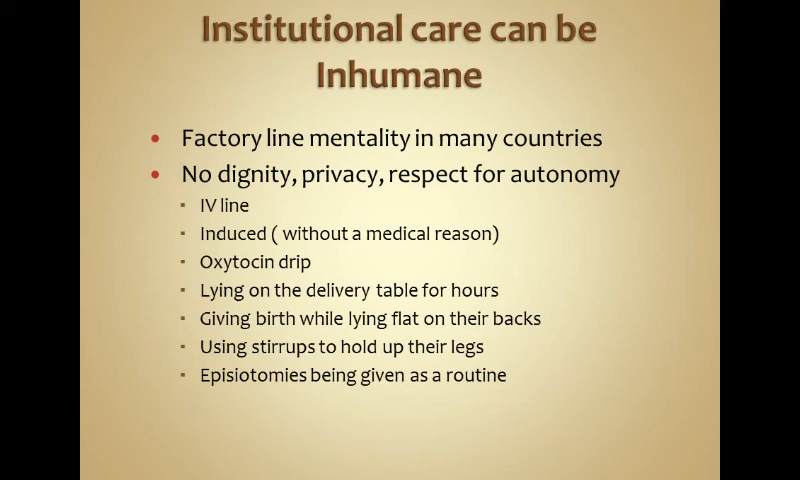 Institutional care can be
Inhumane
• Factory line mentality in many countries
• No dignity, privacy, respect for autonomy
▪ IV line
▪ Induced ( without a medical reason)
▪ Oxytocin drip
▪ Lying on the delivery table for hours
▪ Giving birth while lying flat on their backs
▪ Using stirrups to hold up their legs
▪ Episiotomies being given as a routine